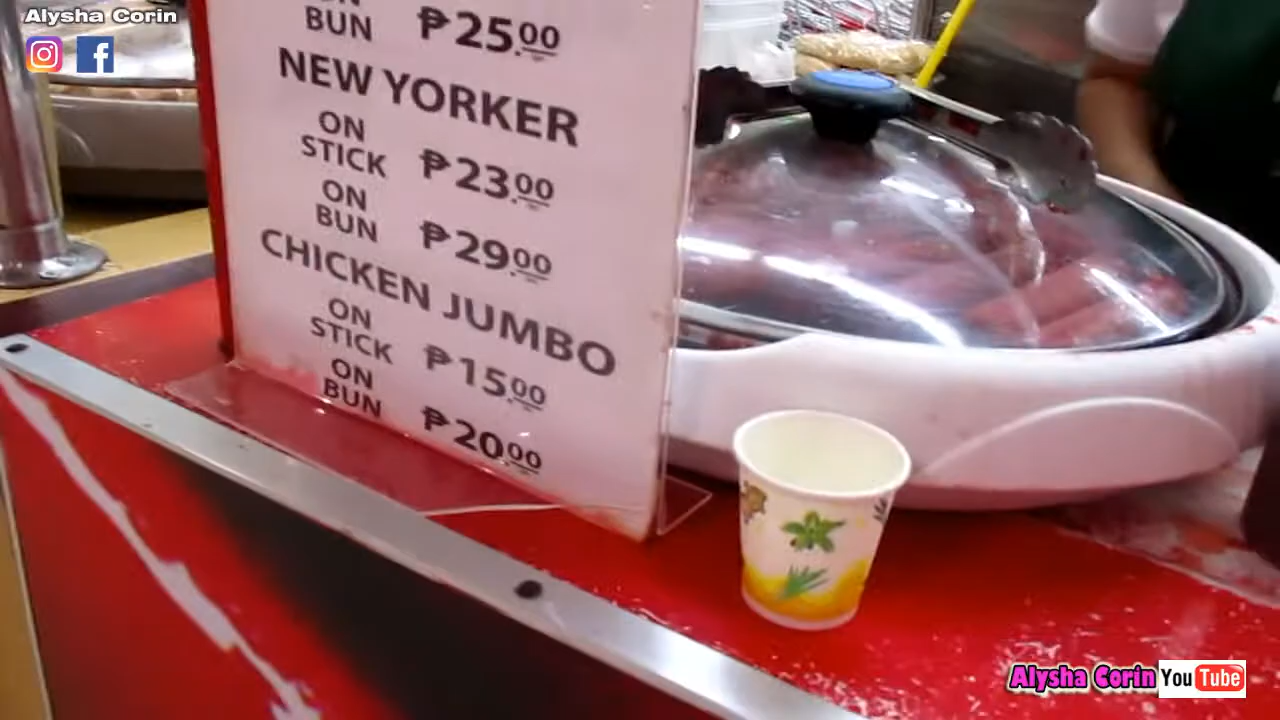 Alysha Corin
BUN ₱25.00
NEW YORKER
ON
STICK ₱23.00
ON
BUN ₱29.00
CHICKEN JUMBO
ON
STICK ₱15.00
ON
BUN ₱20.00
Alysha Corin YouTube